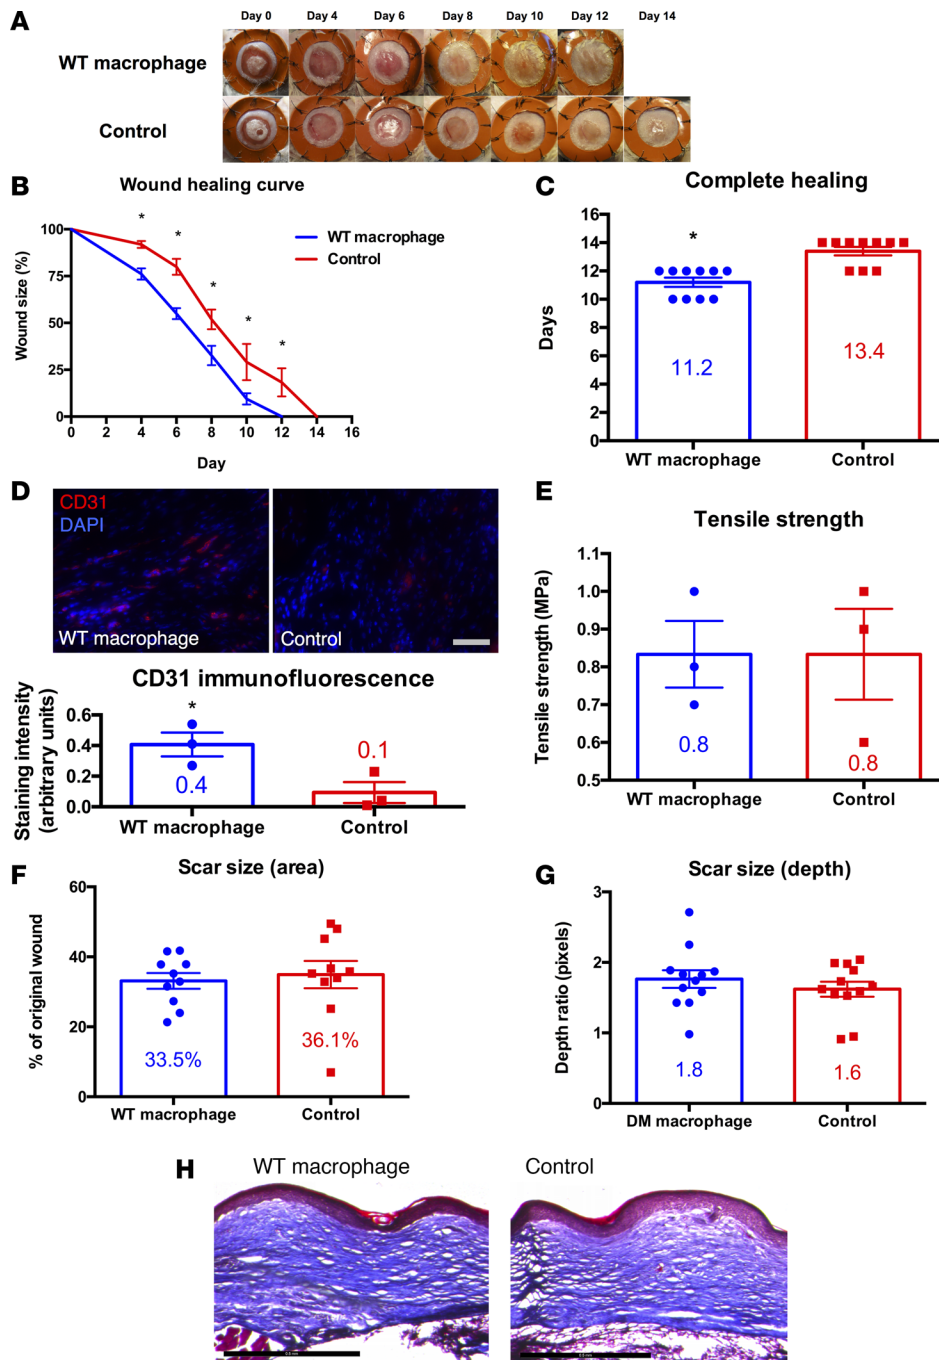 A
Day 0 Day 4 Day 6 Day 8 Day 10 Day 12 Day 14
WT macrophage
Control
B
Wound healing curve
Wound size (%)
100
75
50
25
0
* * * * *
WT macrophage
Control
0 4 6 8 10 12 14 16
Day
C
Complete healing
Days
16
14
12
10
8
6
4
2
0
*
11.2
13.4
WT macrophage Control
D
CD31
DAPI
WT macrophage
Control
CD31 immunofluorescence
Staining intensity
(arbitrary units)
0.6
0.4
0.2
0.0
*
0.4
0.1
WT macrophage Control
E
Tensile strength
Tensile strength (MPa)
1.1
1.0
0.9
0.8
0.7
0.6
0.5
0.8
0.8
WT macrophage Control
F
Scar size (area)
% of original wound
60
40
20
0
33.5%
36.1%
WT macrophage Control
G
Scar size (depth)
Depth ratio (pixels)
3
2
1
0
1.8
1.6
DM macrophage Control
H
WT macrophage
Control